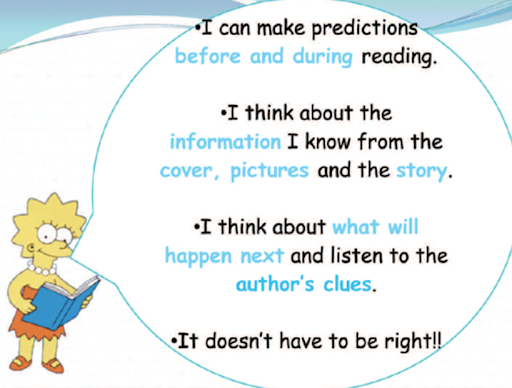 •I can make predictions
before and during reading.
•I think about the
information I know from the
cover, pictures and the story.
•I think about what will
happen next and listen to the
author's clues.
•It doesn't have to be right!!